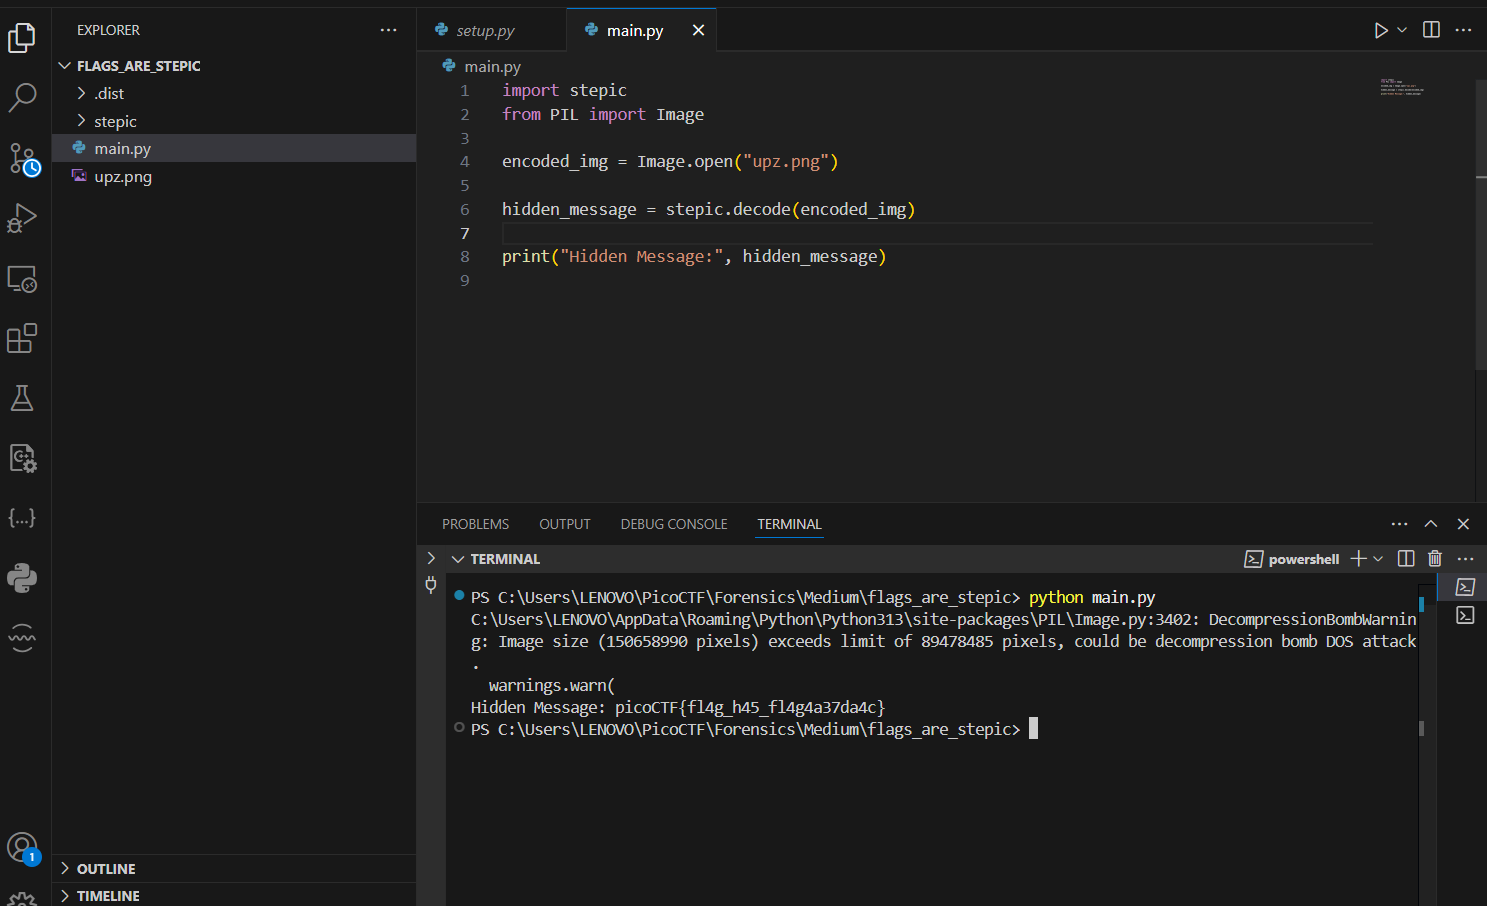 EXPLORER
FLAGS_ARE_STEPIC
.dist
stepic
main.py
upz.png
OUTLINE
TIMELINE
1
setup.py
main.py
main.py
1 import stepic
2 from PIL import Image
3
4 encoded_img = Image.open("upz.png")
5
6 hidden_message = stepic.decode(encoded_img)
7
8 print("Hidden Message:", hidden_message)
9
PROBLEMS OUTPUT DEBUG CONSOLE TERMINAL
TERMINAL
powershell
PS C:\Users\LENOVO\PicoCTF\Forensics\Medium\flags_are_stepic> python main.py
C:\Users\LENOVO\AppData\Roaming\Python\Python313\site-packages\PIL\Image.py:3402: DecompressionBombWarnin
g: Image size (150658990 pixels) exceeds limit of 89478485 pixels, could be decompression bomb DOS attack
.
  warnings.warn(
Hidden Message: picoCTF{fl4g_h45_fl4g4a37da4c}
PS C:\Users\LENOVO\PicoCTF\Forensics\Medium\flags_are_stepic>